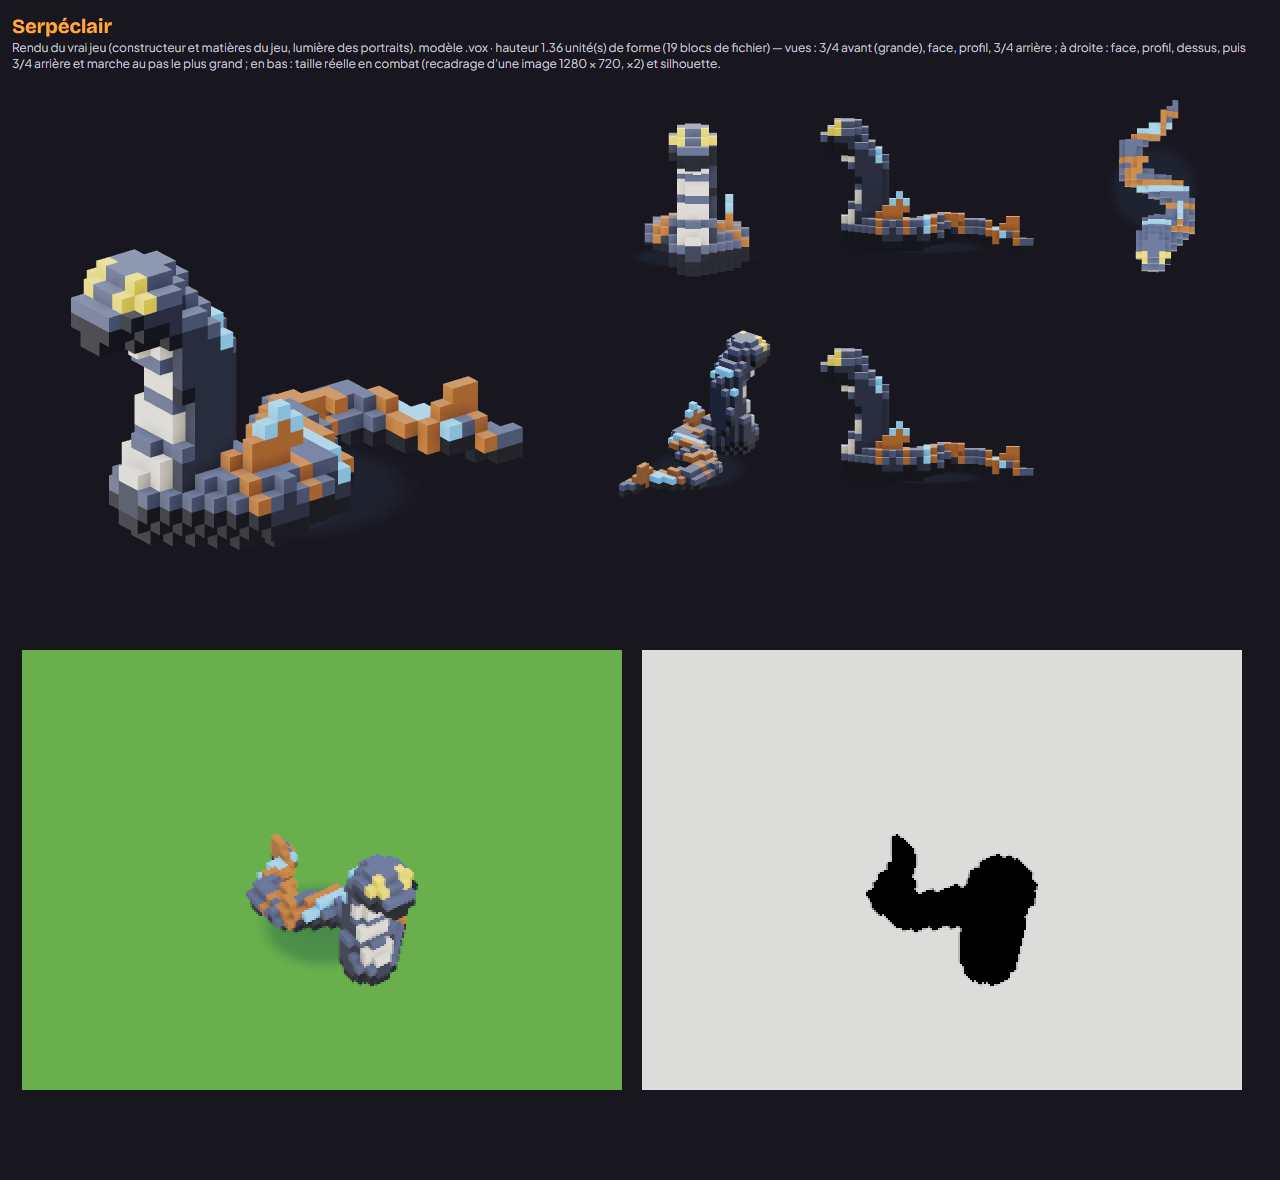 Serpéclair
Rendu du vrai jeu (constructeur et matières du jeu, lumière des portraits). modèle .vox · hauteur 1.36 unité(s) de forme (19 blocs de fichier) — vues : 3/4 avant (grande), face, profil, 3/4 arrière ; à droite : face, profil, dessus, puis
3/4 arrière et marche au pas le plus grand ; en bas : taille réelle en combat (recadrage d'une image 1280 × 720, ×2) et silhouette.